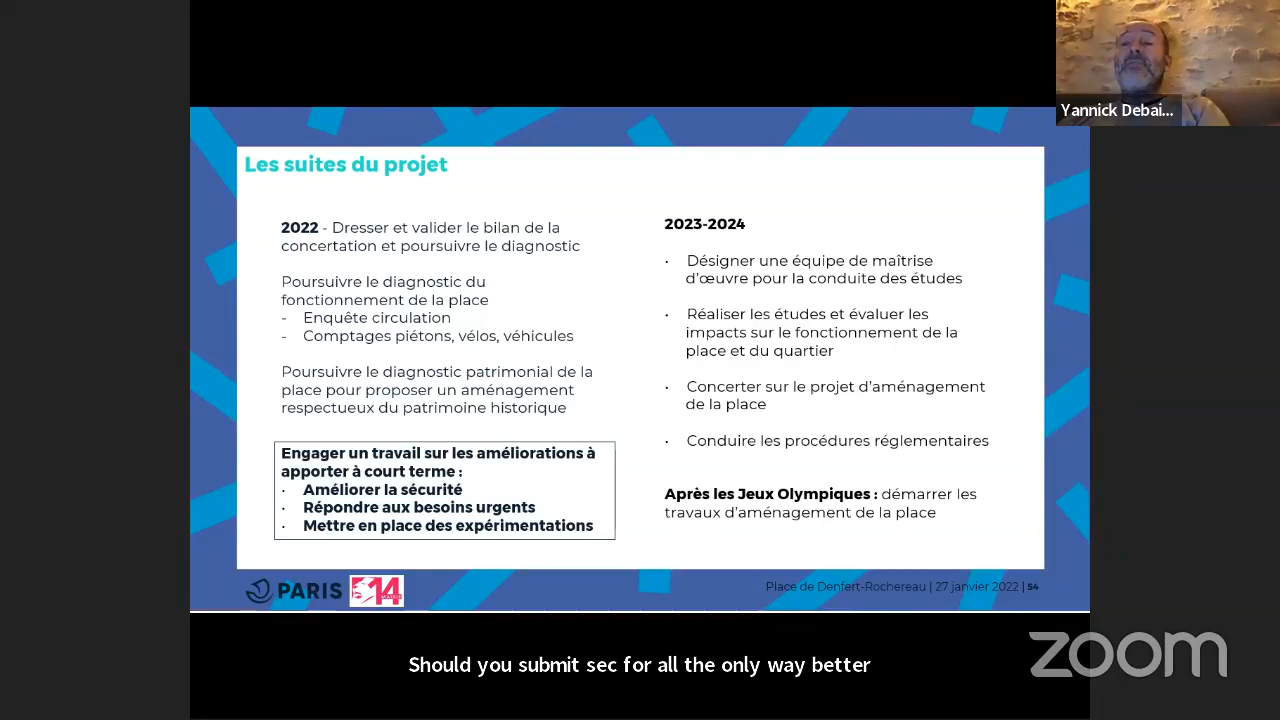 Yannick Debai...
Les suites du projet
2022 - Dresser et valider le bilan de la
concertation et poursuivre le diagnostic
Poursuivre le diagnostic du
fonctionnement de la place
- Enquête circulation
- Comptages piétons, vélos, véhicules
Poursuivre le diagnostic patrimonial de la
place pour proposer un aménagement
respectueux du patrimoine historique
Engager un travail sur les améliorations à
apporter à court terme :
· Améliorer la sécurité
· Répondre aux besoins urgents
· Mettre en place des expérimentations
2023-2024
· Désigner une équipe de maîtrise
d'œuvre pour la conduite des études
· Réaliser les études et évaluer les
impacts sur le fonctionnement de la
place et du quartier
· Concerter sur le projet d'aménagement
de la place
· Conduire les procédures réglementaires
Après les Jeux Olympiques : démarrer les
travaux d'aménagement de la place
PARIS
14
MAIRIE
Place de Denfert-Rochereau | 27 janvier 2022 | 54
Should you submit sec for all the only way better
zoom